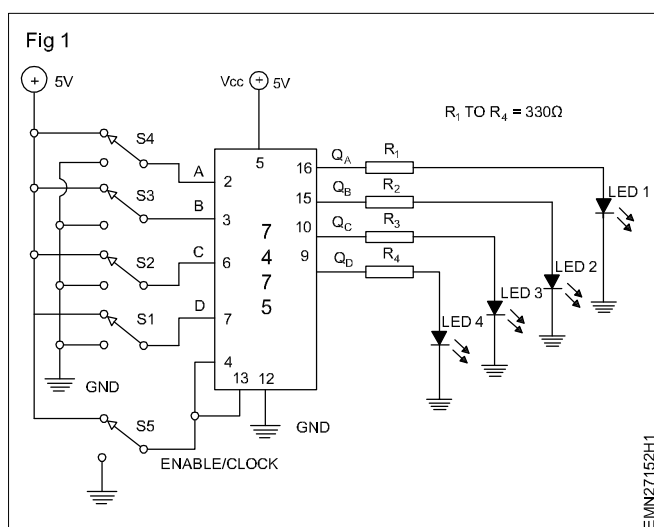 Fig 1
+ 5V
Vcc + 5V
R1 TO R4 = 330Ω
S4
A
2
5
16
QA
R1
LED 1
S3
B
3
15
QB
R2
7
4
7
5
10
QC
R3
S2
C
6
9
QD
R4
LED 2
LED 3
LED 4
S1
D
7
4
13
12
GND
GND
S5
ENABLE/CLOCK
EMN27152H1